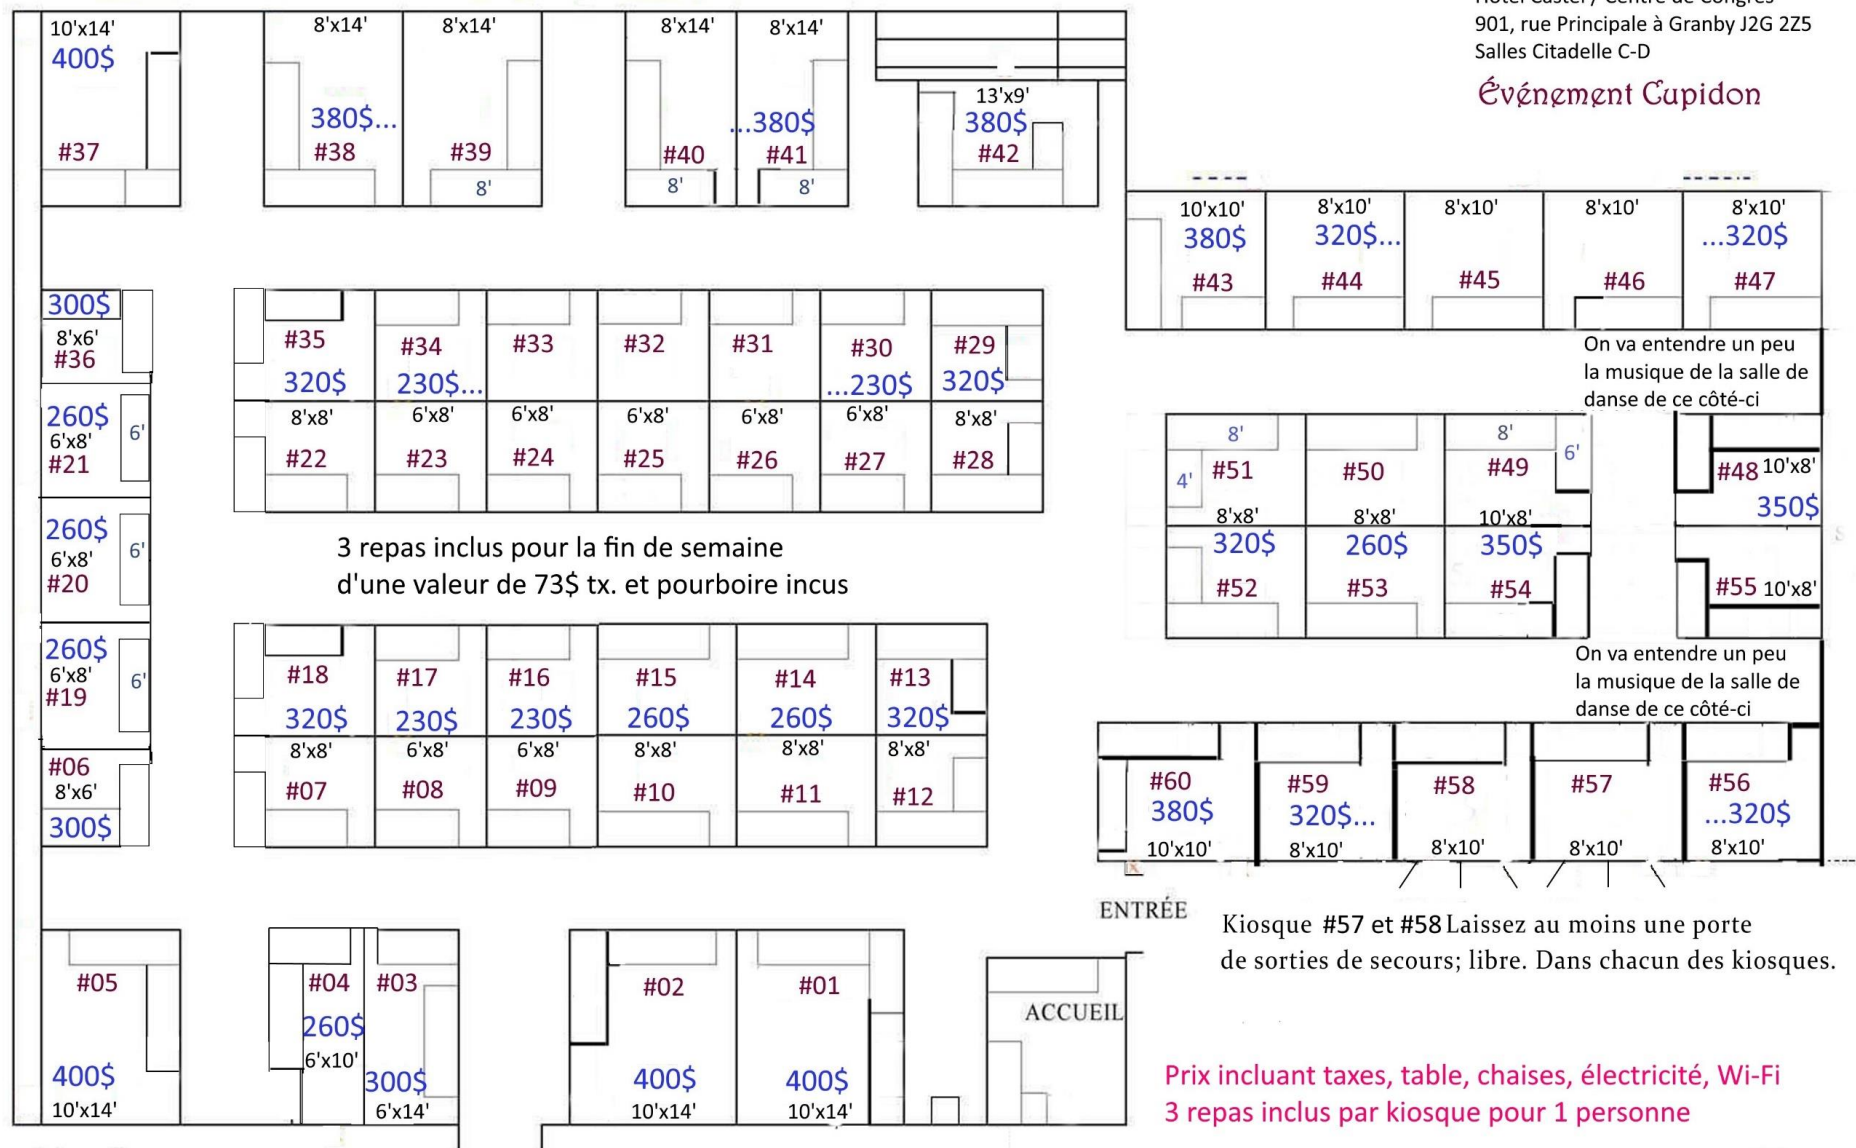 Hôtel Castel / Centre de Congrès
901, rue Principale à Granby J2G 2Z5
Salles Citadelle C-D
Événement Cupidon
10'x14'
400$
#37
8'x14'
380$...
#38
8'x14'
#39
8'
8'x14'
#40
8'
8'x14'
...380$
#41
8'
13'x9'
380$
#42
10'x10'
380$
#43
8'x10'
320$...
#44
8'x10'
#45
8'x10'
#46
8'x10'
...320$
#47
On va entendre un peu
la musique de la salle de
danse de ce côté-ci
300$
8'x6'
#36
260$
6'x8'
#21
6'
260$
6'x8'
#20
6'
260$
6'x8'
#19
6'
#06
8'x6'
300$
#35
320$
#34
230$...
#33
#32
#31
#30
...230$
#29
320$
8'x8'
#22
6'x8'
#23
6'x8'
#24
6'x8'
#25
6'x8'
#26
6'x8'
#27
8'x8'
#28
8'
4'
#51
8'x8'
#50
8'x8'
8'
6'
#49
10'x8'
#48 10'x8'
350$
320$
#52
260$
#53
350$
#54
#55 10'x8'
3 repas inclus pour la fin de semaine
d'une valeur de 73$ tx. et pourboire incus
On va entendre un peu
la musique de la salle de
danse de ce côté-ci
#18
320$
#17
230$
#16
230$
#15
260$
#14
260$
#13
320$
8'x8'
#07
6'x8'
#08
6'x8'
#09
8'x8'
#10
8'x8'
#11
8'x8'
#12
#60
380$
10'x10'
#59
320$...
8'x10'
#58
8'x10'
#57
8'x10'
#56
...320$
8'x10'
ENTRÉE
Kiosque #57 et #58 Laissez au moins une porte
de sorties de secours; libre. Dans chacun des kiosques.
#05
400$
10'x14'
#04
260$
6'x10'
#03
300$
6'x14'
#02
400$
10'x14'
#01
400$
10'x14'
ACCUEIL
Prix incluant taxes, table, chaises, électricité, Wi-Fi
3 repas inclus par kiosque pour 1 personne